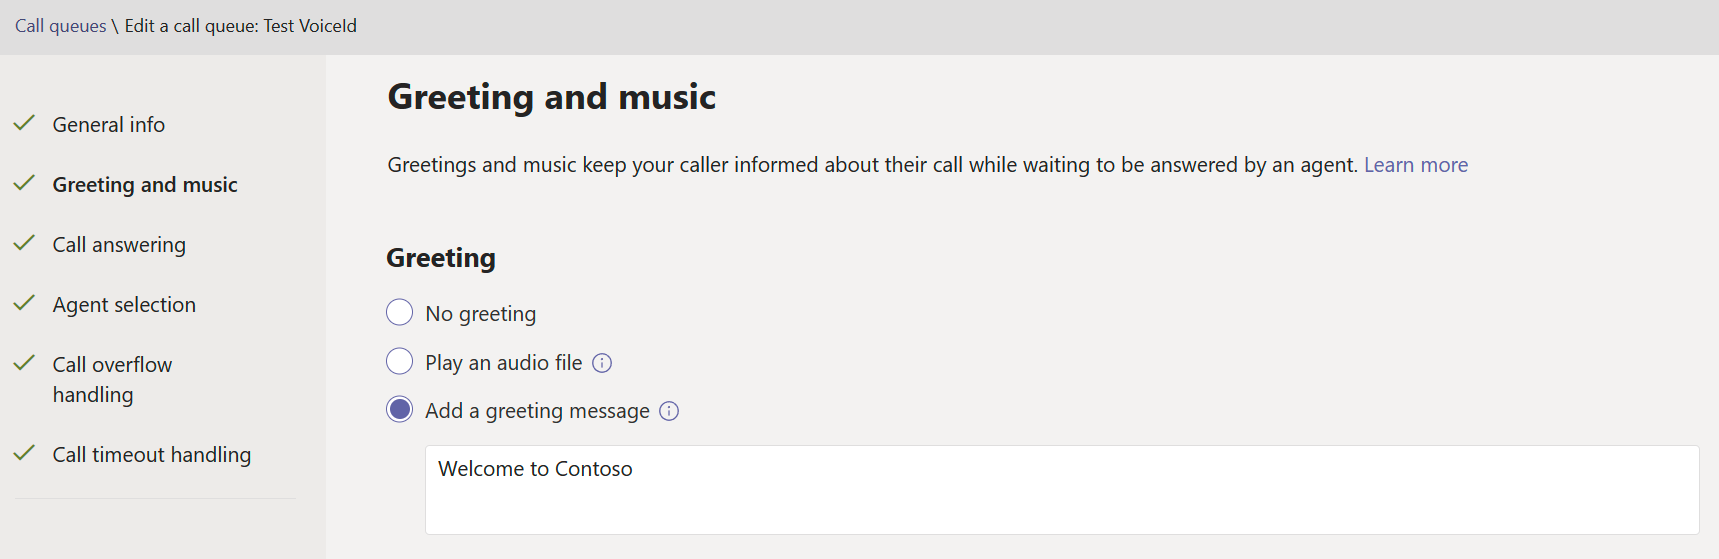 Call queues \ Edit a call queue: Test VoiceId
General info
Greeting and music
Call answering
Agent selection
Call overflow
handling
Call timeout handling
Greeting and music
Greetings and music keep your caller informed about their call while waiting to be answered by an agent. Learn more
Greeting
No greeting
Play an audio file
Add a greeting message
Welcome to Contoso